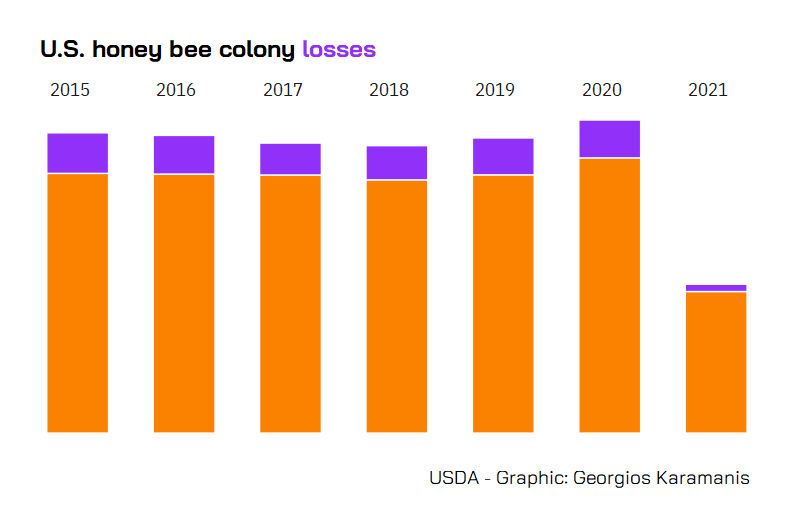 U.S. honey bee colony losses
2015 2016 2017 2018 2019 2020 2021
USDA - Graphic: Georgios Karamanis